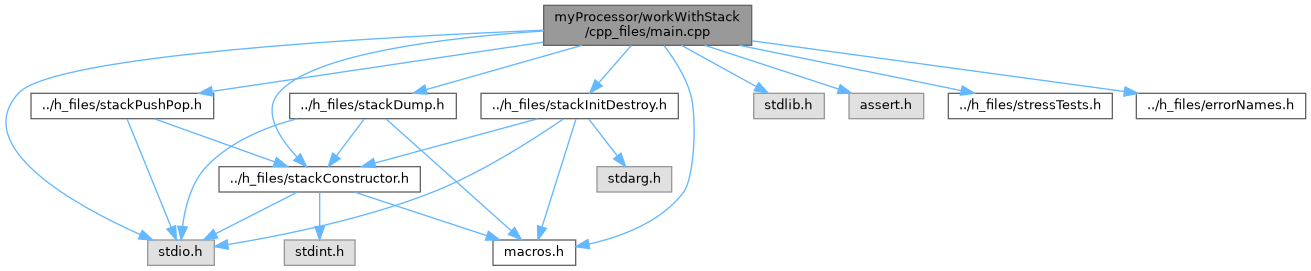 myProcessor/workWithStack
/cpp_files/main.cpp
../h_files/stackPushPop.h
../h_files/stackDump.h
../h_files/stackInitDestroy.h
stdlib.h
assert.h
../h_files/stressTests.h
../h_files/errorNames.h
../h_files/stackConstructor.h
stdarg.h
stdio.h
stdint.h
macros.h